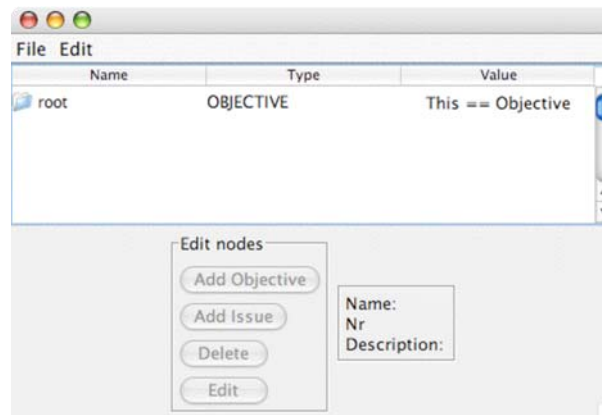 File Edit
Name Type Value
root OBJECTIVE This == Objective
Edit nodes
Add Objective
Add Issue
Delete
Edit
Name:
Nr
Description: